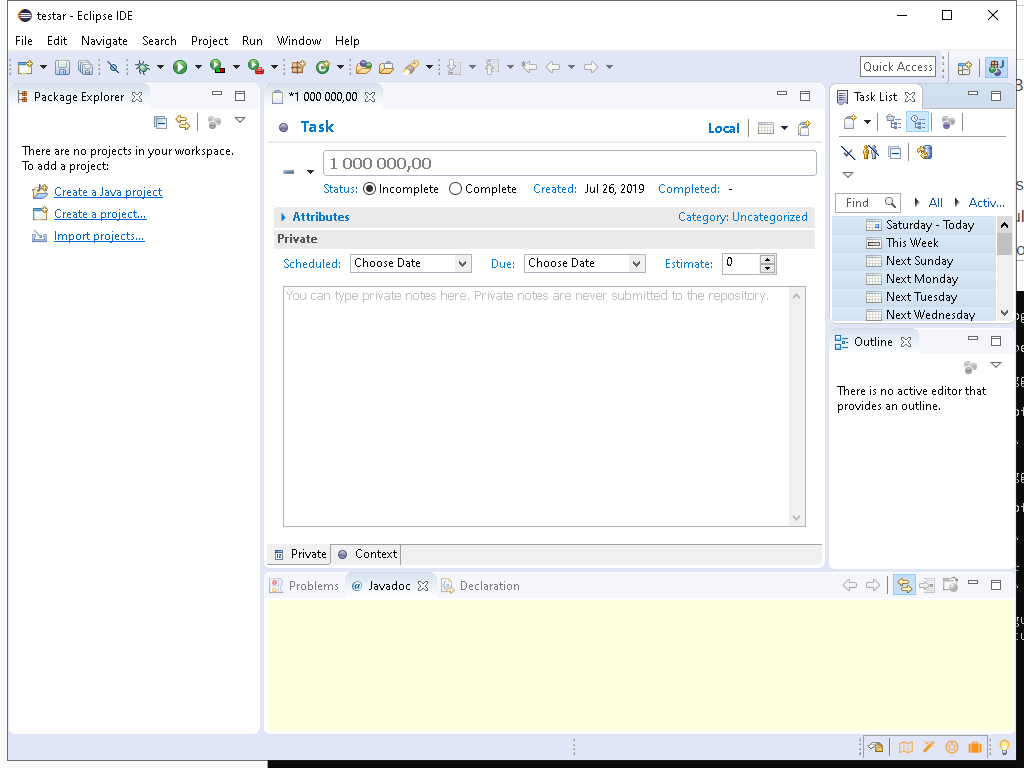 testar - Eclipse IDE
File Edit Navigate Search Project Run Window Help
Quick Access
Package Explorer
There are no projects in your workspace.
To add a project:
Create a Java project
Create a project...
Import projects...
*1 000 000,00
Task
Local
1 000 000,00
Status: Incomplete Complete Created: Jul 26, 2019 Completed: -
Attributes Category: Uncategorized
Private
Scheduled: Choose Date Due: Choose Date Estimate: 0
You can type private notes here. Private notes are never submitted to the repository.
Private Context
Task List
Find All Activ...
Saturday - Today
This Week
Next Sunday
Next Monday
Next Tuesday
Next Wednesday
Outline
There is no active editor that
provides an outline.
Problems @ Javadoc Declaration